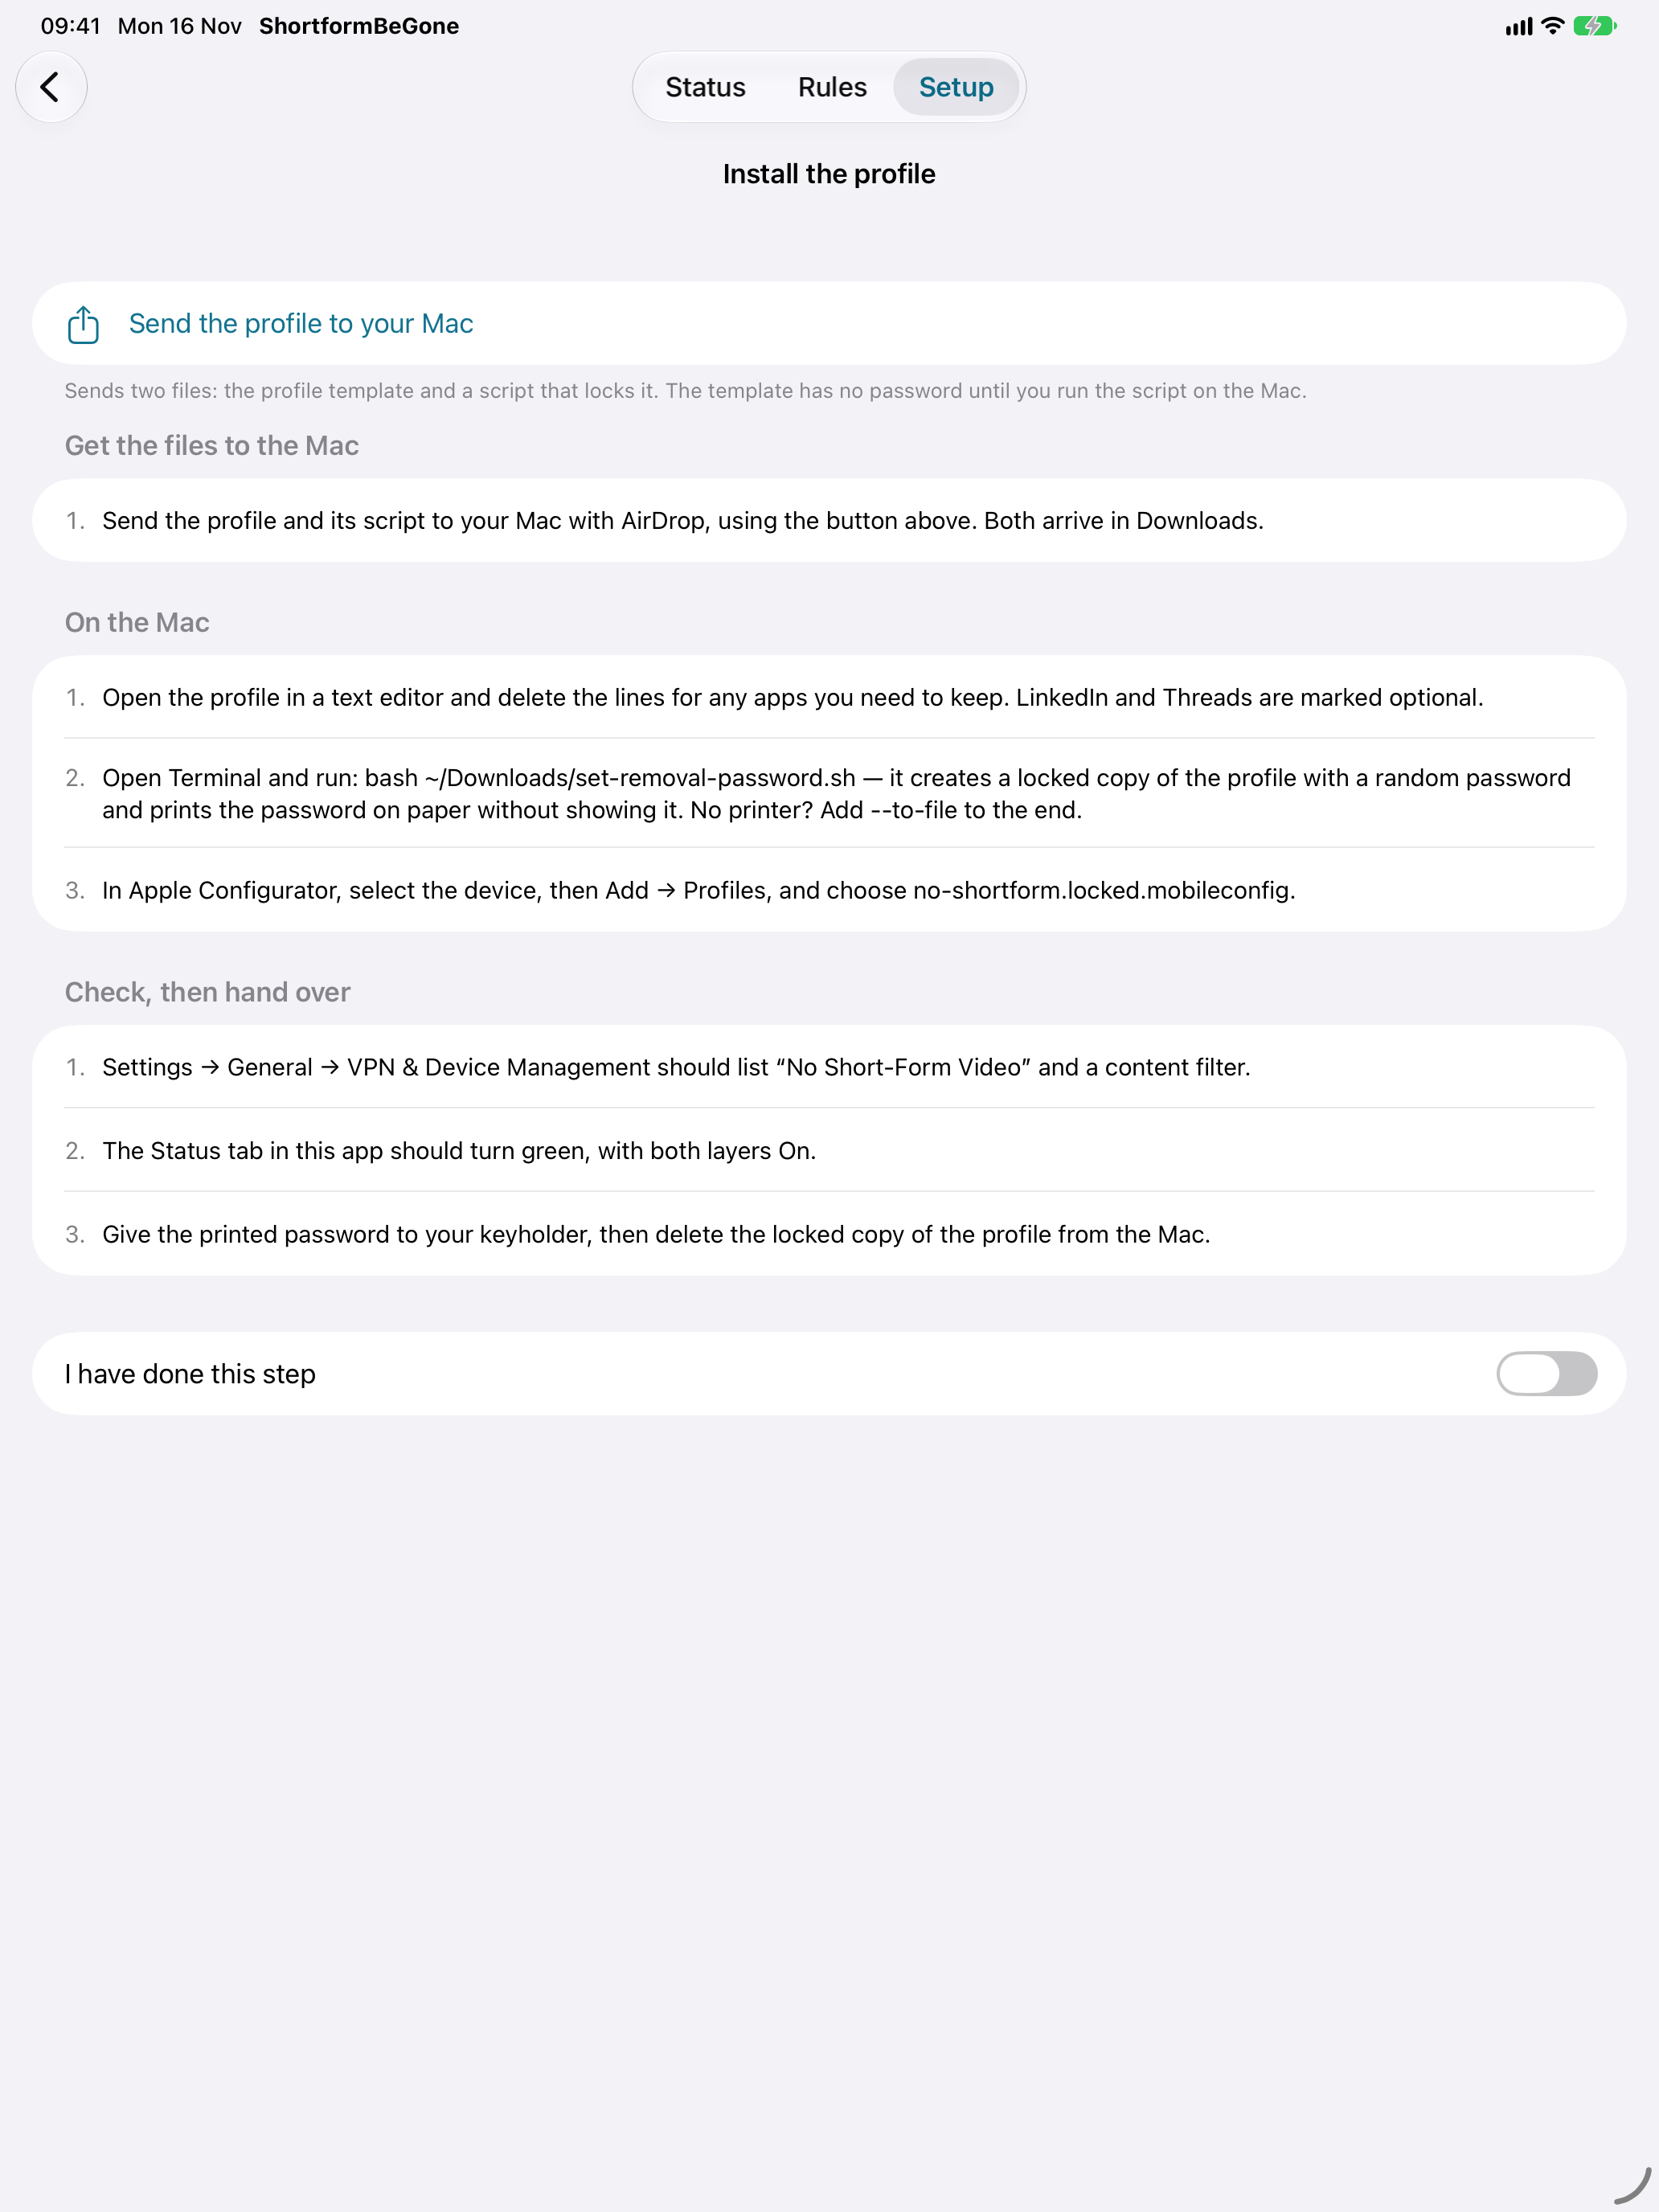 09:41 Mon 16 Nov ShortformBeGone
Status Rules Setup
Install the profile
Send the profile to your Mac
Sends two files: the profile template and a script that locks it. The template has no password until you run the script on the Mac.
Get the files to the Mac
1. Send the profile and its script to your Mac with AirDrop, using the button above. Both arrive in Downloads.
On the Mac
1. Open the profile in a text editor and delete the lines for any apps you need to keep. LinkedIn and Threads are marked optional.
2. Open Terminal and run: bash ~/Downloads/set-removal-password.sh — it creates a locked copy of the profile with a random password
and prints the password on paper without showing it. No printer? Add --to-file to the end.
3. In Apple Configurator, select the device, then Add → Profiles, and choose no-shortform.locked.mobileconfig.
Check, then hand over
1. Settings → General → VPN & Device Management should list “No Short-Form Video” and a content filter.
2. The Status tab in this app should turn green, with both layers On.
3. Give the printed password to your keyholder, then delete the locked copy of the profile from the Mac.
I have done this step